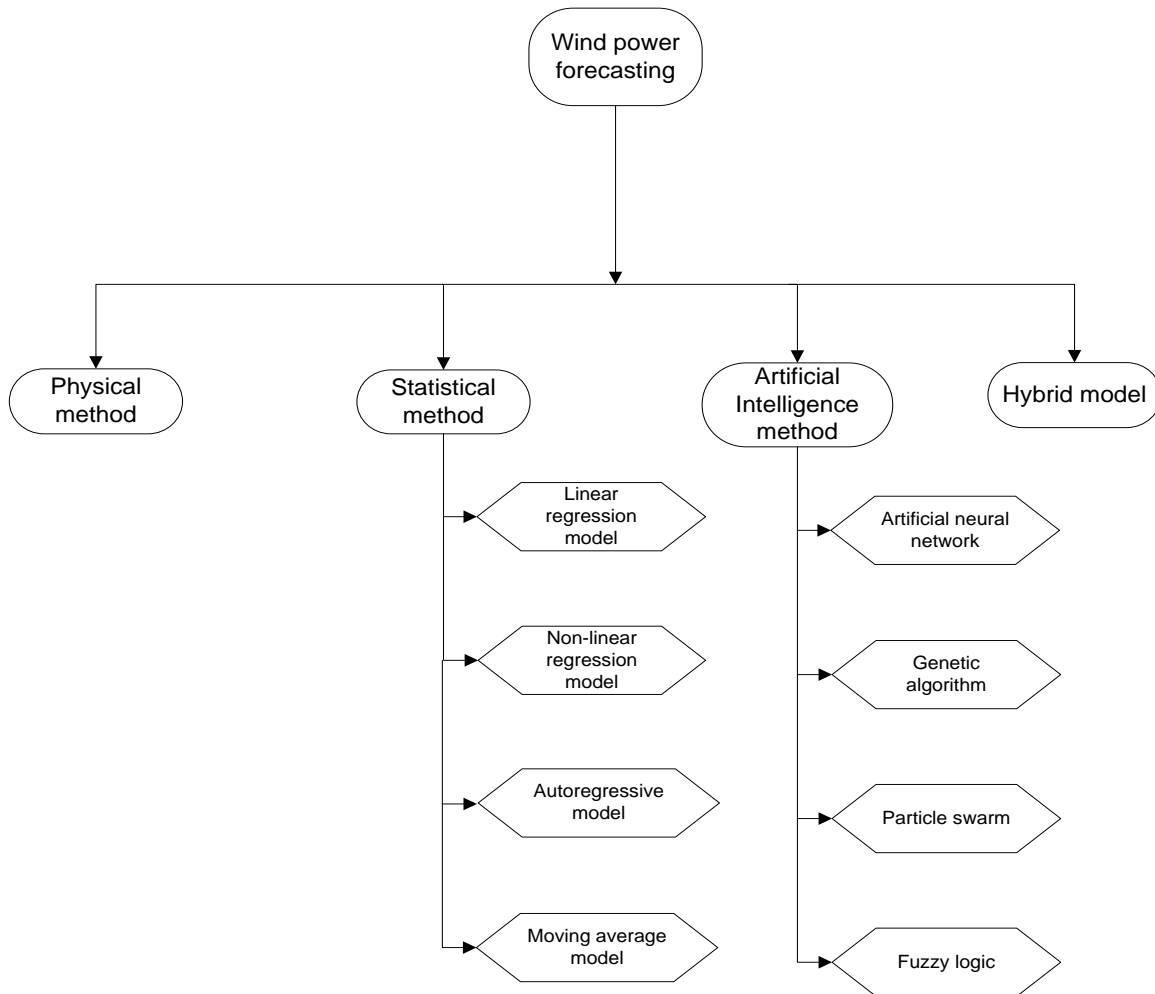 Wind power
forecasting
Physical
method
Statistical
method
Artificial
Intelligence
method
Hybrid model
Linear
regression
model
Non-linear
regression
model
Autoregressive
model
Moving average
model
Artificial neural
network
Genetic
algorithm
Particle swarm
Fuzzy logic